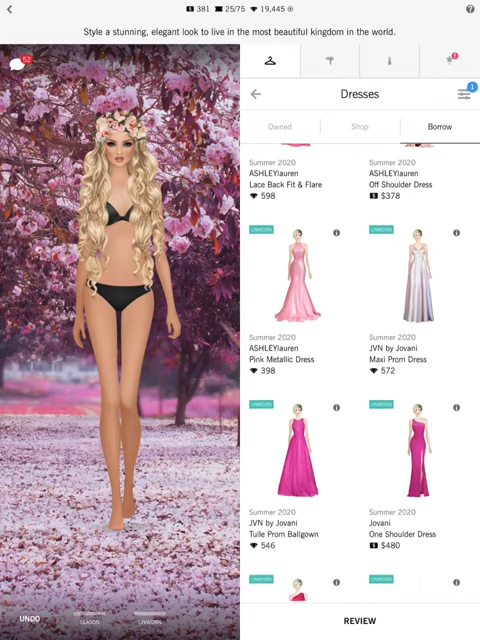 381 25/75 19,445
Style a stunning, elegant look to live in the most beautiful kingdom in the world.
52
1
Dresses
Owned
Shop
Borrow
Summer 2020
ASHLEYlauren
Lace Back Fit & Flare
598
Summer 2020
ASHLEYlauren
Off Shoulder Dress
$378
UNWORN
Summer 2020
ASHLEYlauren
Pink Metallic Dress
398
UNWORN
Summer 2020
JVN by Jovani
Maxi Prom Dress
572
UNWORN
Summer 2020
JVN by Jovani
Tulle Prom Ballgown
546
UNWORN
Summer 2020
Jovani
One Shoulder Dress
$480
UNWORN
UNWORN
UNDO
SEASON
UNWORN
REVIEW